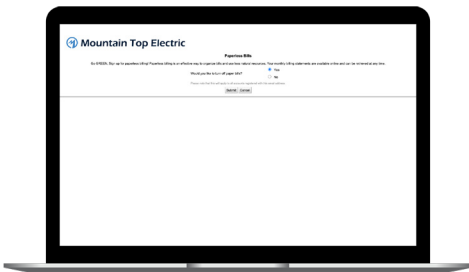 Mountain Top Electric
Paperless Bills
Go GREEN. Sign up for paperless billing! Paperless billing is an effective way to organize bills and use less natural resources. Your monthly billing statements are available online and can be retrieved at any time.
Would you like to turn off paper bills?
Yes
No
Submit Cancel